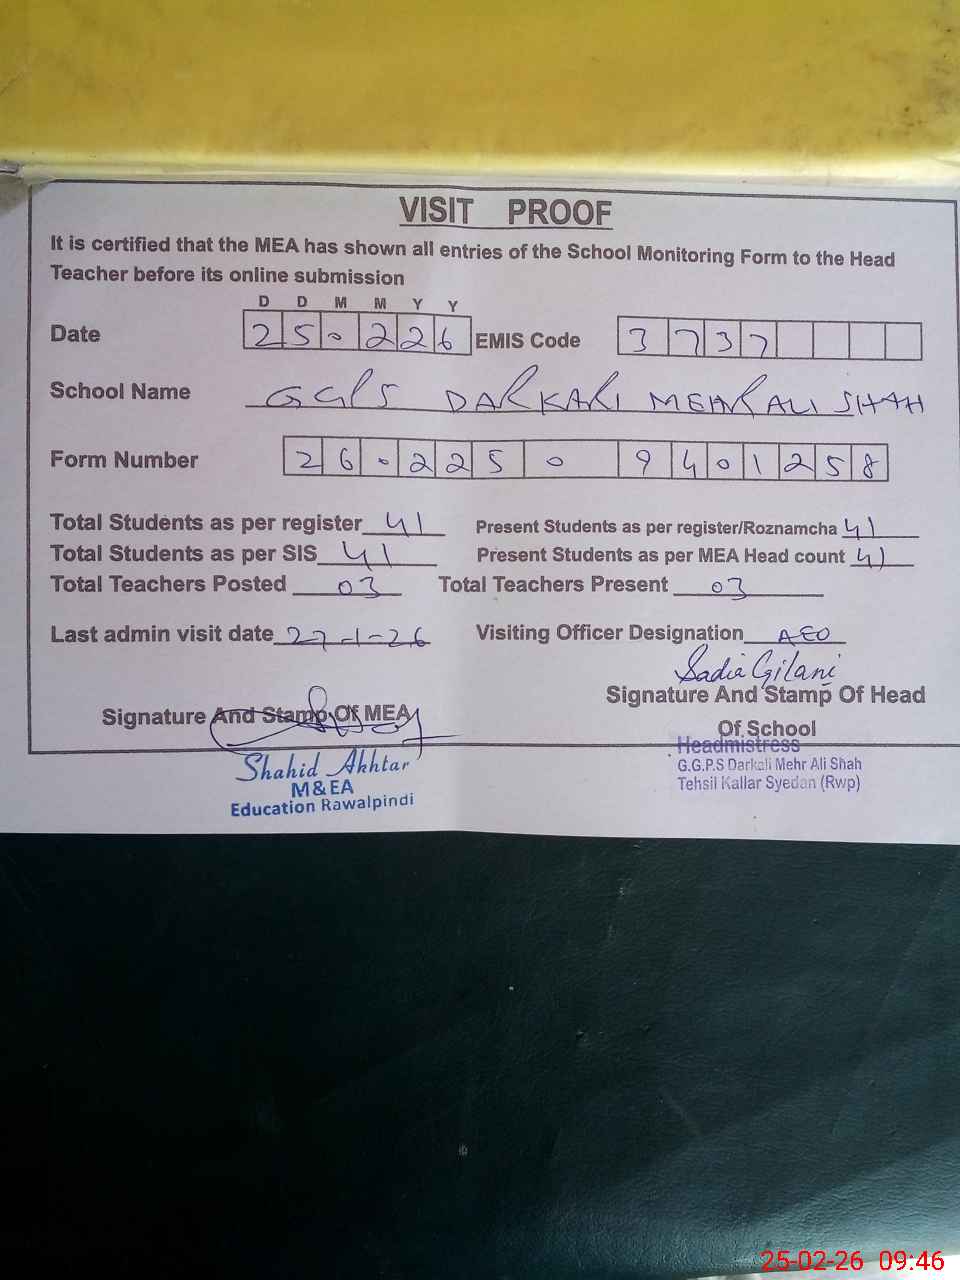 VISIT PROOF
It is certified that the MEA has shown all entries of the School Monitoring Form to the Head
Teacher before its online submission
D D M M Y Y
Date 25 02 26 EMIS Code 3737
School Name GGPS DARKALI MEHR ALI SHAH
Form Number 26022509401258
Total Students as per register 41 Present Students as per register/Roznamcha 41
Total Students as per SIS 41 Present Students as per MEA Head count 41
Total Teachers Posted 03 Total Teachers Present 03
Last admin visit date 27-1-26 Visiting Officer Designation AEO
Sadia Gilani
Signature And Stamp Of MEA Signature And Stamp Of Head
Of School
Shahid Akhtar
M&EA
Education Rawalpindi
Headmistress
G.G.P.S Darkali Mehr Ali Shah
Tehsil Kallar Syedan (Rwp)
25-02-26 09:46